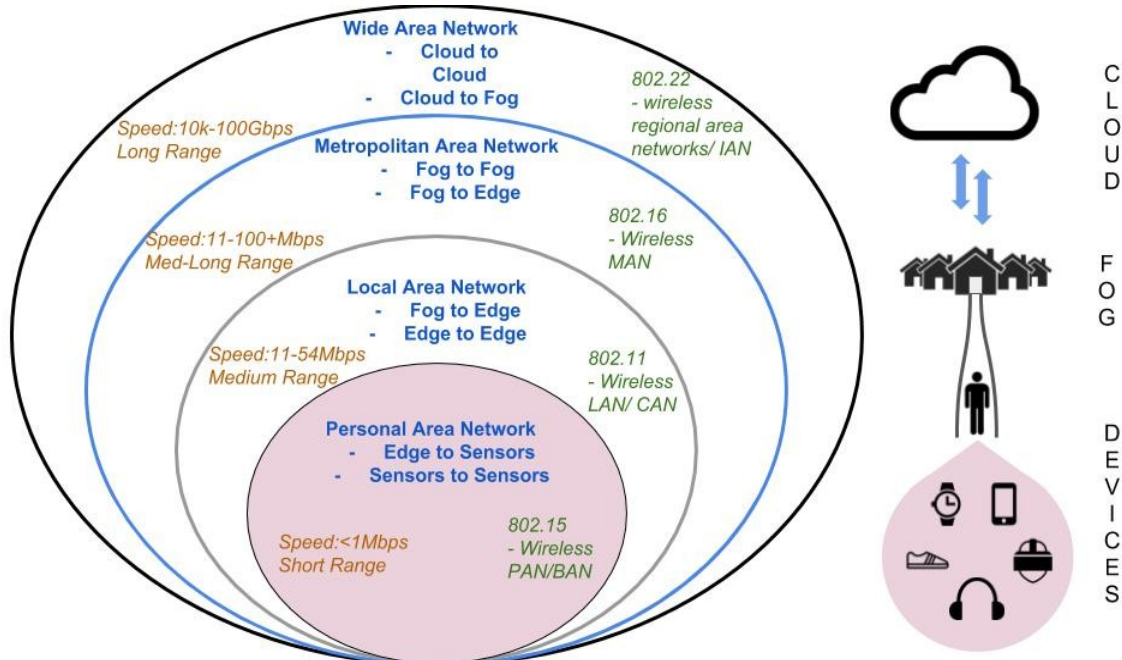 Wide Area Network
- Cloud to
Cloud
- Cloud to Fog
Speed:10k-100Gbps
Long Range
802.22
- wireless
regional area
networks/ IAN
Metropolitan Area Network
- Fog to Fog
- Fog to Edge
Speed:11-100+Mbps
Med-Long Range
802.16
- Wireless
MAN
Local Area Network
- Fog to Edge
- Edge to Edge
Speed:11-54Mbps
Medium Range
802.11
- Wireless
LAN/ CAN
Personal Area Network
- Edge to Sensors
- Sensors to Sensors
Speed:<1Mbps
Short Range
802.15
- Wireless
PAN/BAN
CLOUD
FOG
DEVICES